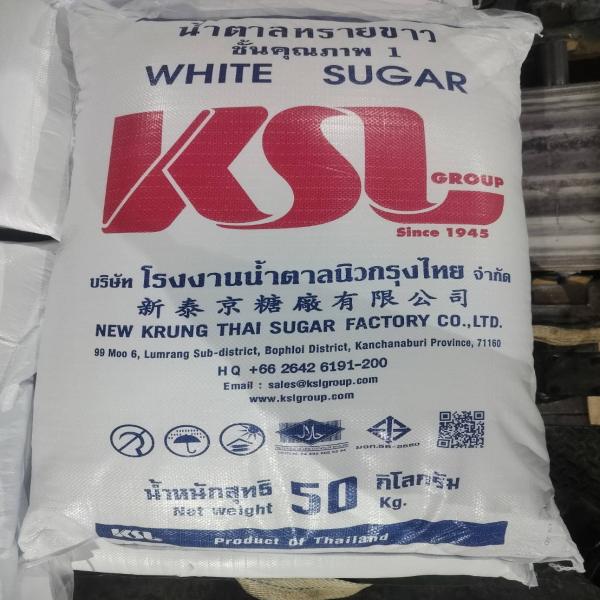 น้ำตาลทรายขาว
ชั้นคุณภาพ 1
WHITE SUGAR
KSL
GROUP
Since 1945
บริษัท โรงงานน้ำตาลนิวกรุงไทย จำกัด
新泰京糖廠有限公司
NEW KRUNG THAI SUGAR FACTORY CO.,LTD.
99 Moo 6, Lumrang Sub-district, Bophloi District, Kanchanaburi Province, 71160
HQ +66 2642 6191-200
Email : sales@kslgroup.com
www.kslgroup.com
حلال
มอก.56-2560
น้ำหนักสุทธิ 50 กิโลกรัม
Net weight Kg.
KSL Product of Thailand